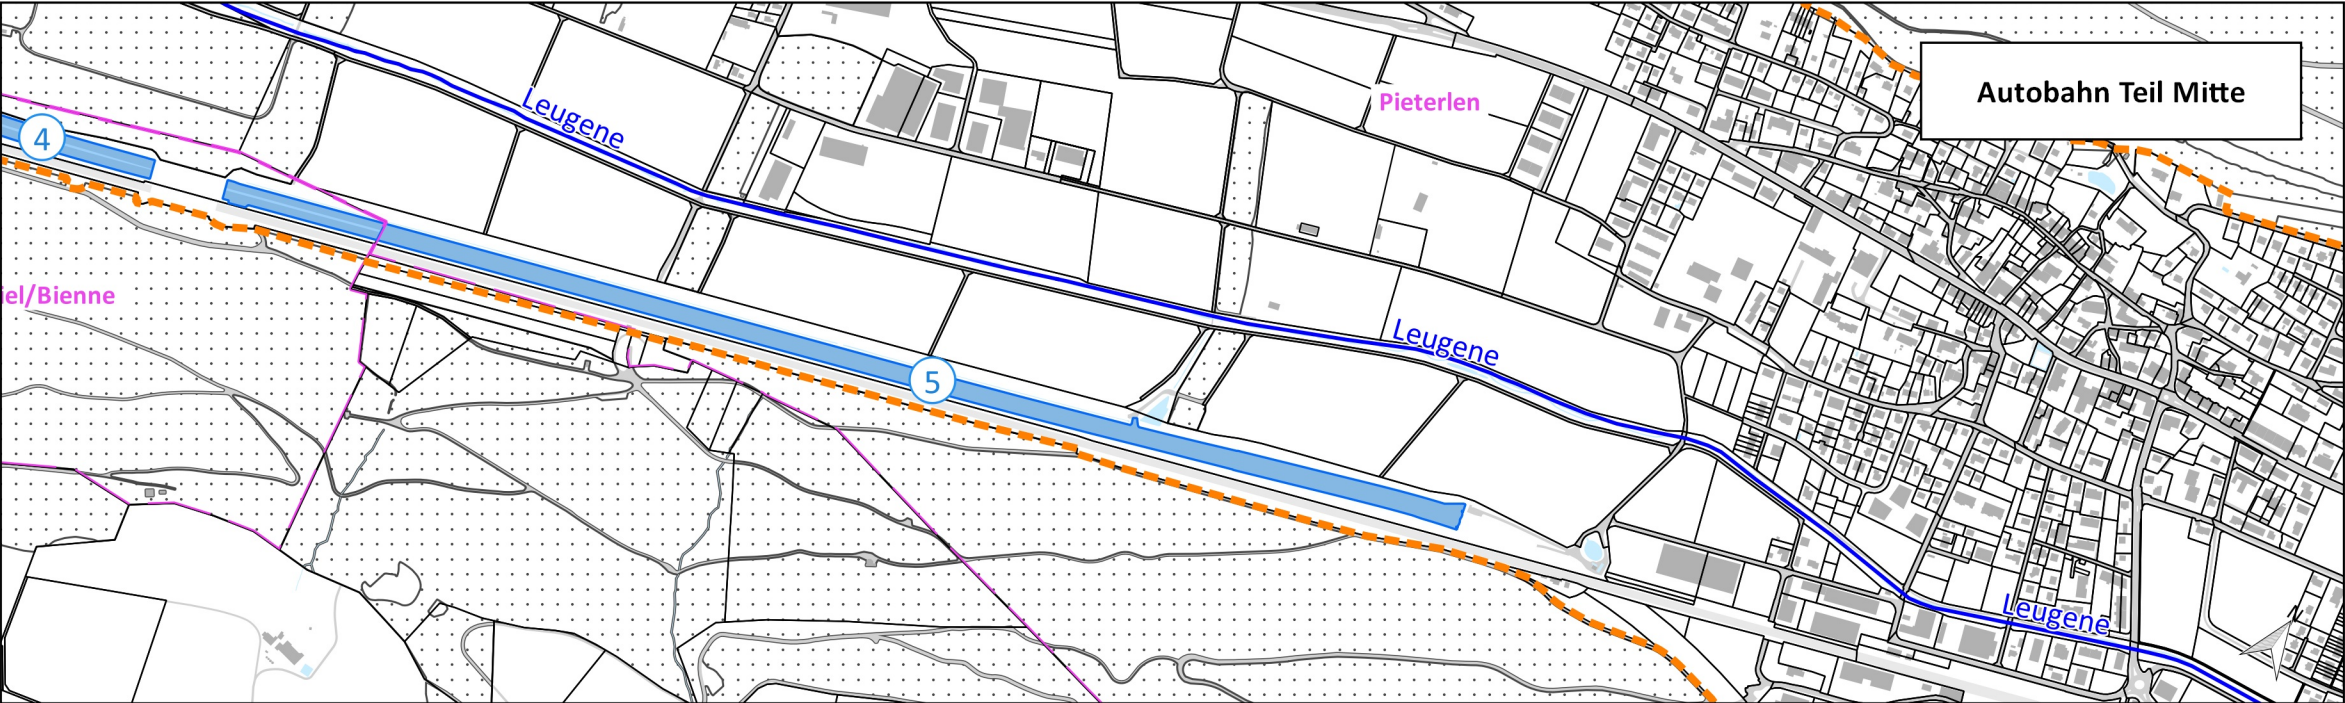 Autobahn Teil Mitte
Leugene
Pieterlen
4
iel/Bienne
Leugene
5
Leugene
N